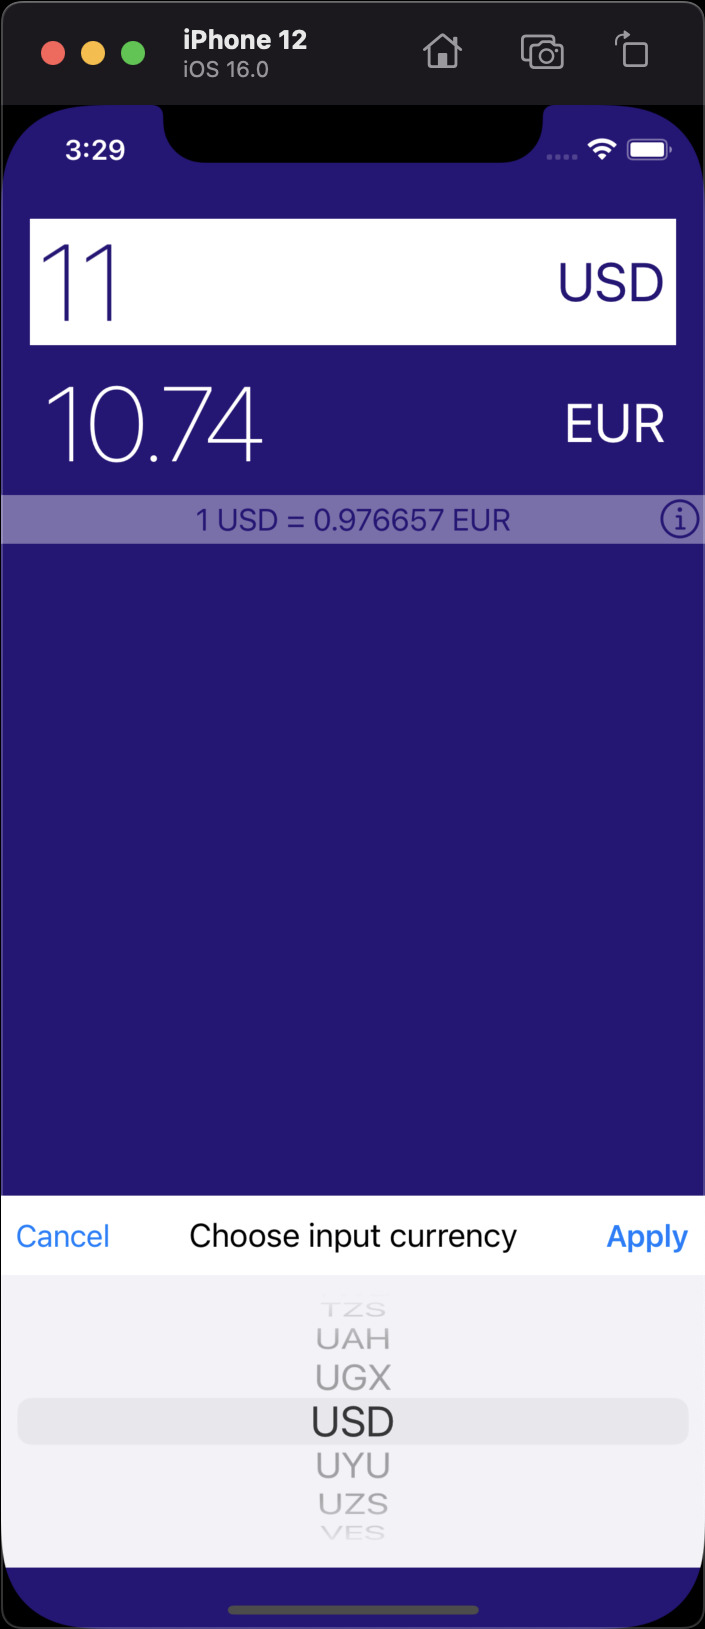 iPhone 12
iOS 16.0
3:29
11 USD
10.74 EUR
1 USD = 0.976657 EUR
Cancel Choose input currency Apply
TZS
UAH
UGX
USD
UYU
UZS
VES